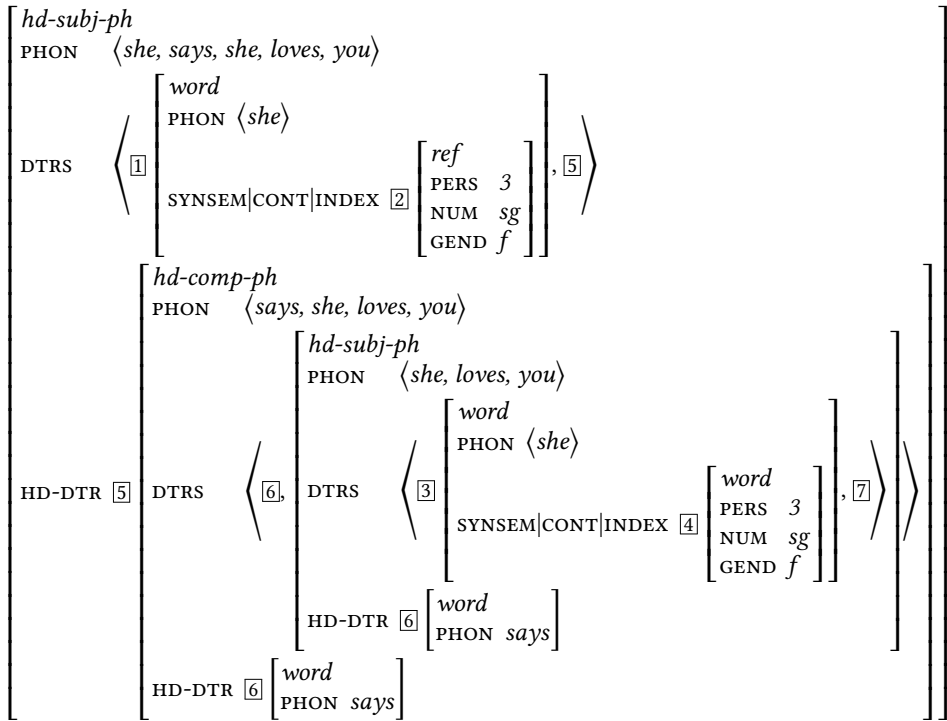 hd-subj-ph
PHON ⟨she, says, she, loves, you⟩
word
PHON ⟨she⟩
DTRS ⟨ 1 SYNSEM|CONT|INDEX 2 , 5 ⟩
ref
PERS 3
NUM sg
GEND f
hd-comp-ph
PHON ⟨says, she, loves, you⟩
hd-subj-ph
PHON ⟨she, loves, you⟩
word
PHON ⟨she⟩
HD-DTR 5 DTRS ⟨ 6 , DTRS ⟨ 3 SYNSEM|CONT|INDEX 4 , 7 ⟩ ⟩
word
PERS 3
NUM sg
GEND f
HD-DTR 6 word
PHON says
HD-DTR 6 word
PHON says